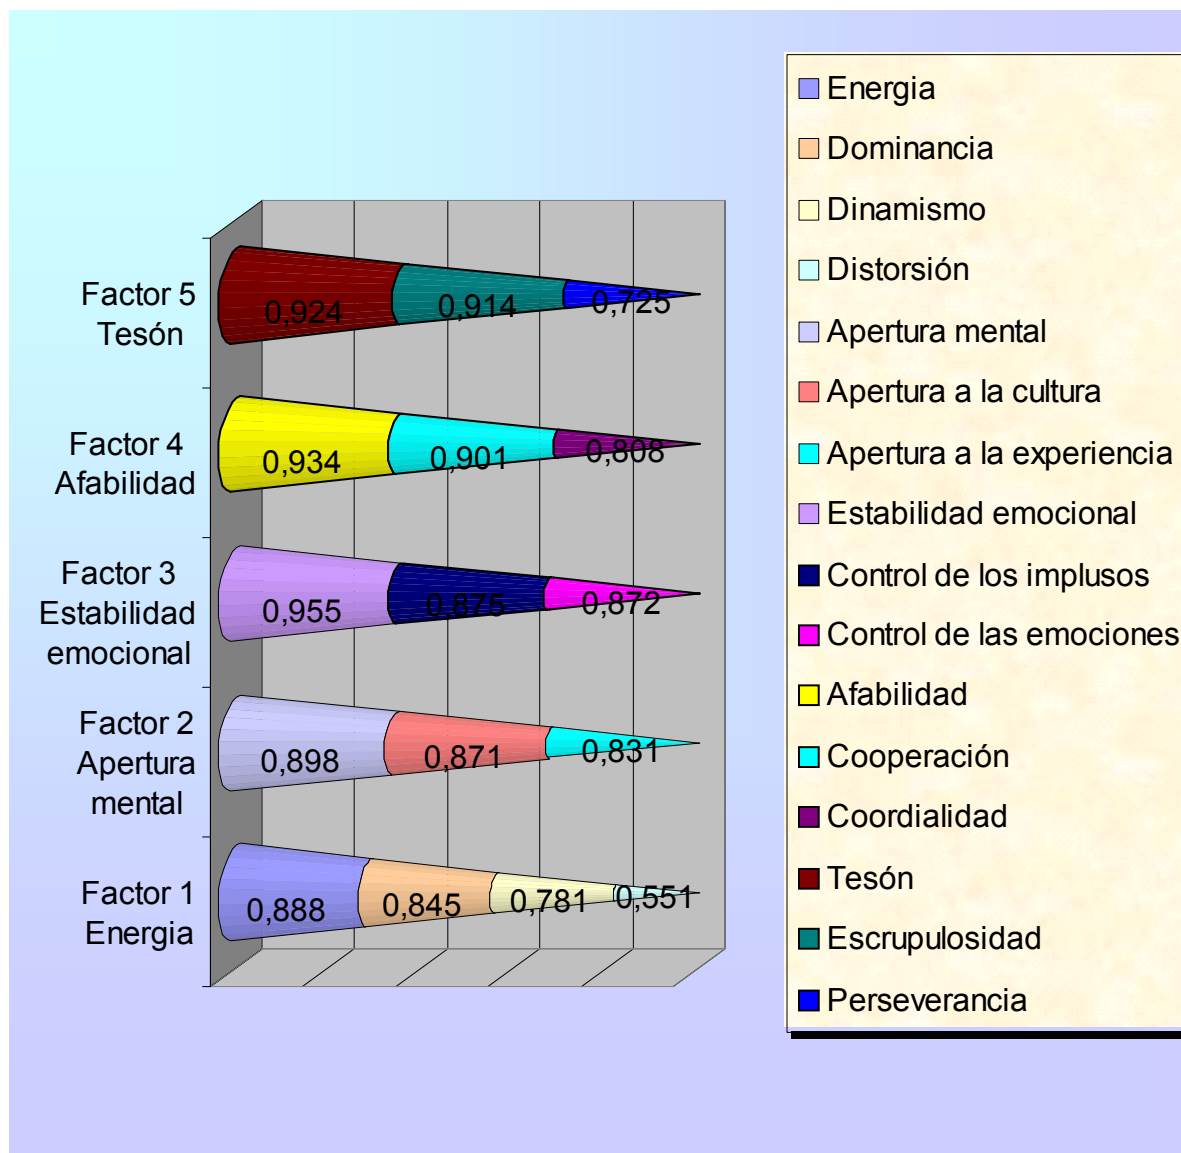 Factor 5
Tesón
0,924
0,914
0,725
Factor 4
Afabilidad
0,934
0,901
0,808
Factor 3
Estabilidad
emocional
0,955
0,875
0,872
Factor 2
Apertura
mental
0,898
0,871
0,831
Factor 1
Energia
0,888
0,845
0,781
0,551
Energia
Dominancia
Dinamismo
Distorsión
Apertura mental
Apertura a la cultura
Apertura a la experiencia
Estabilidad emocional
Control de los implusos
Control de las emociones
Afabilidad
Cooperación
Coordialidad
Tesón
Escrupulosidad
Perseverancia